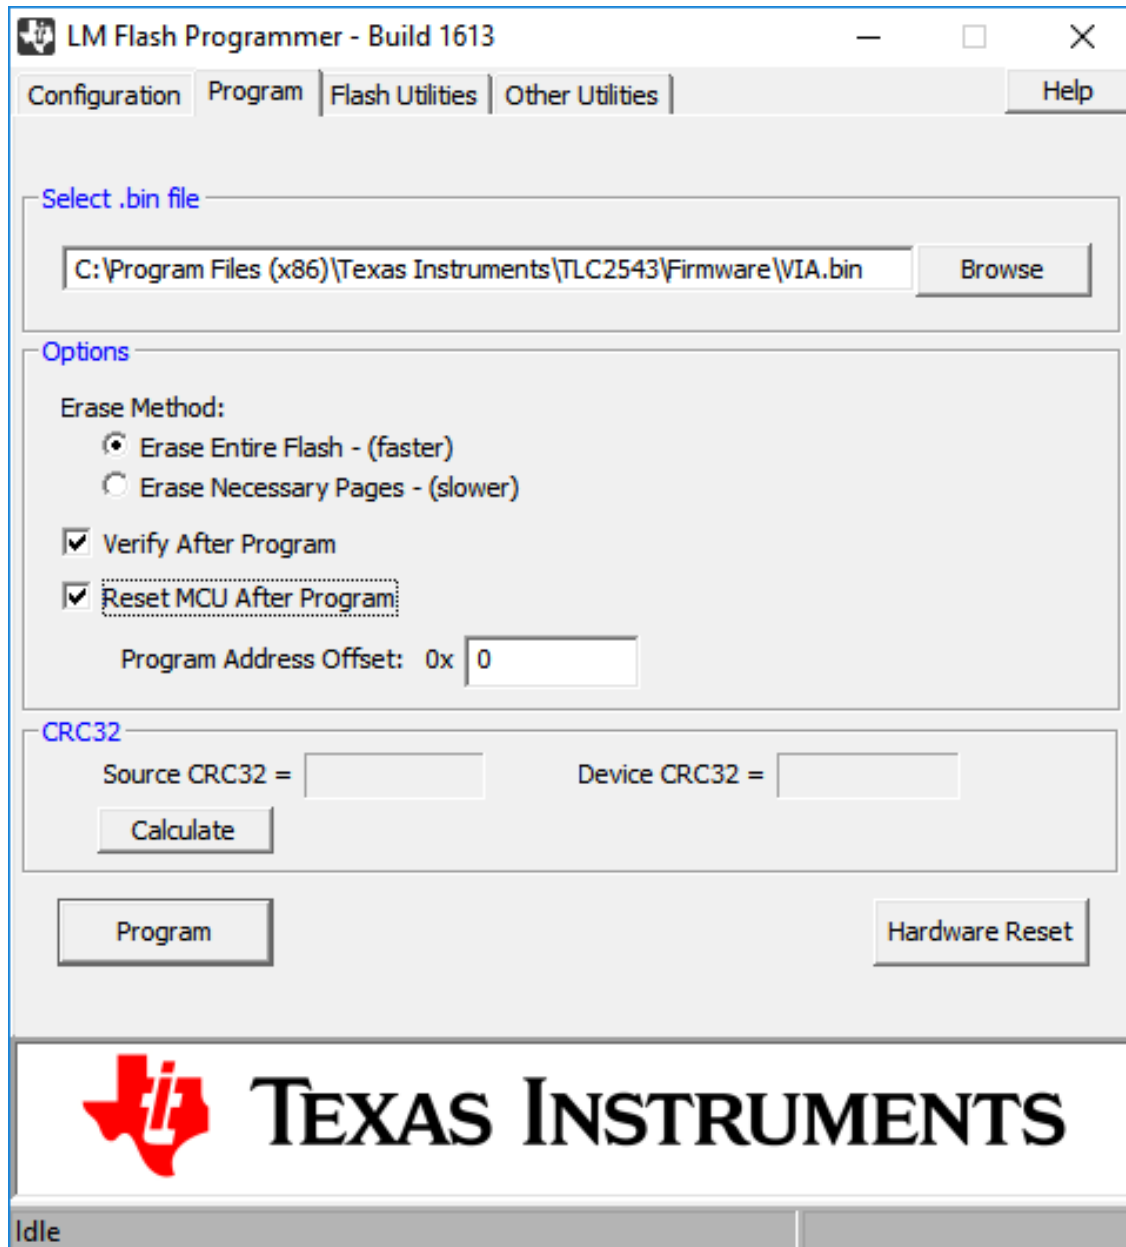 LM Flash Programmer - Build 1613
Configuration Program Flash Utilities Other Utilities Help
Select .bin file
C:\Program Files (x86)\Texas Instruments\TLC2543\Firmware\VIA.bin Browse
Options
Erase Method:
Erase Entire Flash - (faster)
Erase Necessary Pages - (slower)
Verify After Program
Reset MCU After Program
Program Address Offset: 0x 0
CRC32
Source CRC32 = Device CRC32 =
Calculate
Program Hardware Reset
TEXAS INSTRUMENTS
Idle